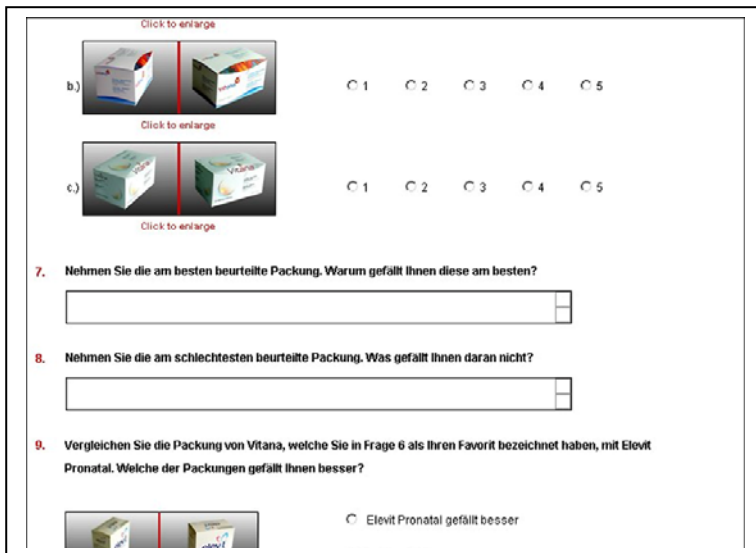 Click to enlarge
b.)
1 2 3 4 5
Click to enlarge
c.)
Vitana
Vitana
1 2 3 4 5
Click to enlarge
7. Nehmen Sie die am besten beurteilte Packung. Warum gefällt Ihnen diese am besten?
8. Nehmen Sie die am schlechtesten beurteilte Packung. Was gefällt Ihnen daran nicht?
9. Vergleichen Sie die Packung von Vitana, welche Sie in Frage 6 als Ihren Favorit bezeichnet haben, mit Elevit
Pronatal. Welche der Packungen gefällt Ihnen besser?
Elevit Pronatal gefällt besser